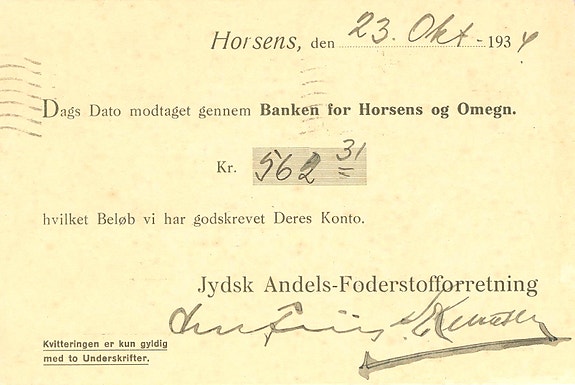 Horsens, den 23. Okt - 1934
Dags Dato modtaget gennem Banken for Horsens og Omegn.
Kr. 562 31
hvilket Beløb vi har godskrevet Deres Konto.
Jydsk Andels-Foderstofforretning
Kvitteringen er kun gyldig
med to Underskrifter.